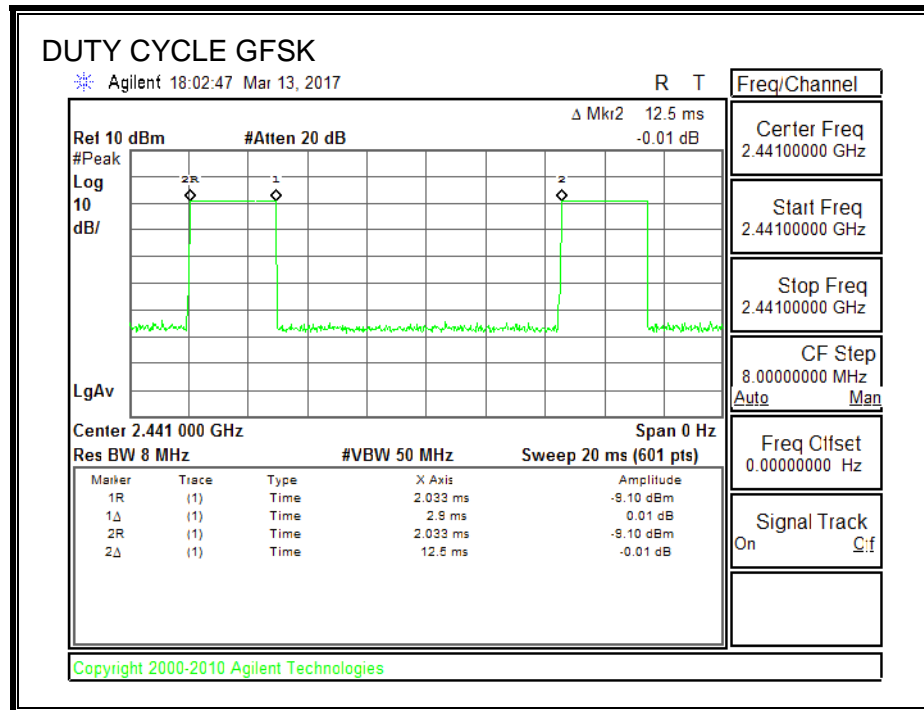 DUTY CYCLE GFSK
Agilent 18:02:47 Mar 13, 2017 R T
Δ Mkr2 12.5 ms
Ref 10 dBm #Atten 20 dB -0.01 dB
#Peak
Log
10
dB/
2R 1 2
LgAv
Center 2.441 000 GHz Span 0 Hz
Res BW 8 MHz #VBW 50 MHz Sweep 20 ms (601 pts)
Marker Trace Type X Axis Amplitude
1R (1) Time 2.033 ms -9.10 dBm
1Δ (1) Time 2.9 ms 0.01 dB
2R (1) Time 2.033 ms -9.10 dBm
2Δ (1) Time 12.5 ms -0.01 dB
Copyright 2000-2010 Agilent Technologies
Freq/Channel
Center Freq
2.44100000 GHz
Start Freq
2.44100000 GHz
Stop Freq
2.44100000 GHz
CF Step
8.00000000 MHz
Auto Man
Freq Offset
0.00000000 Hz
Signal Track
On Off